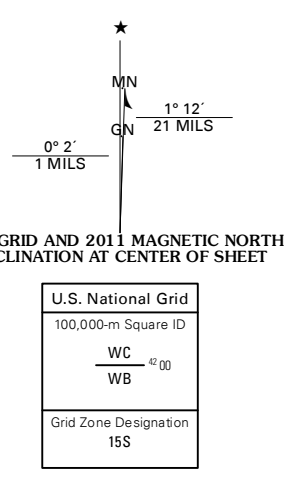 ★
MN
1° 12´
GN
21 MILS
0° 2´
1 MILS
GRID AND 2011 MAGNETIC NORTH
CLINATION AT CENTER OF SHEET
U.S. National Grid
100,000-m Square ID
WC
42 00
WB
Grid Zone Designation
15S